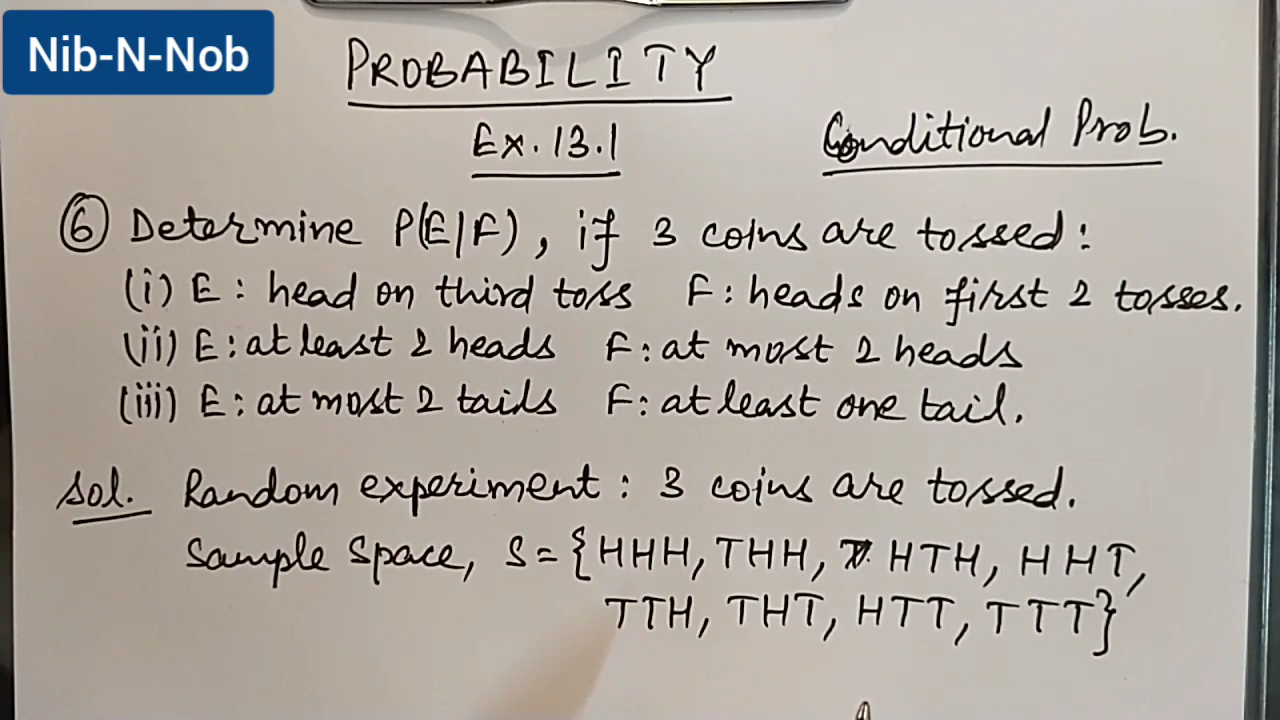 Nib-N-Nob
PROBABILITY
Ex. 13.1
Conditional Prob.
⑥ Determine P(E|F), if 3 coins are tossed:
(i) E: head on third toss F: heads on first 2 tosses.
(ii) E: at least 2 heads F: at most 2 heads
(iii) E: at most 2 tails F: at least one tail.
Sol. Random experiment: 3 coins are tossed.
Sample space, S = {HHH, THH, HTH, HHT,
TTH, THT, HTT, TTT}